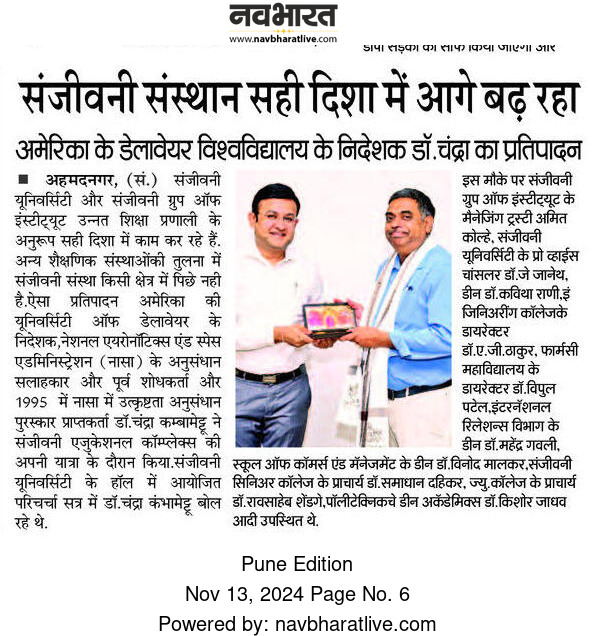 नवभारत
www.navbharatlive.com
संजीवनी संस्थान सही दिशा में आगे बढ़ रहा
अमेरिका के डेलावेयर विश्वविद्यालय के निदेशक डॉ.चंद्रा का प्रतिपादन
■ अहमदनगर, (सं.) संजीवनी
यूनिवर्सिटी और संजीवनी ग्रुप ऑफ
इंस्टीट्यूट उन्नत शिक्षा प्रणाली के
अनुरूप सही दिशा में काम कर रहे हैं.
अन्य शैक्षणिक संस्थाओंकी तुलना में
संजीवनी संस्था किसी क्षेत्र में पिछे नही
है.ऐसा प्रतिपादन अमेरिका की
यूनिवर्सिटी ऑफ डेलावेयर के
निदेशक,नेशनल एयरोनॉटिक्स एंड स्पेस
एडमिनिस्ट्रेशन (नासा) के अनुसंधान
सलाहकार और पूर्व शोधकर्ता और
1995 में नासा में उत्कृष्टता अनुसंधान
पुरस्कार प्राप्तकर्ता डॉ.चंद्रा कम्बामेट्टू ने
संजीवनी एजुकेशनल कॉम्प्लेक्स की
अपनी यात्रा के दौरान किया.संजीवनी
यूनिवर्सिटी के हॉल में आयोजित
परिचर्चा सत्र में डॉ.चंद्रा कंभामेट्टू बोल
रहे थे.
इस मौके पर संजीवनी
ग्रुप ऑफ इंस्टीट्यूट के
मैनेजिंग ट्रस्टी अमित
कोल्हे, संजीवनी
यूनिवर्सिटी के प्रो व्हाईस
चांसलर डॉ.जे जानेथ,
डीन डॉ.कविथा राणी,इं
जिनिअरींग कॉलेजके
डायरेक्टर
डॉ.ए.जी.ठाकुर, फार्मसी
महाविद्यालय के
डायरेक्टर डॉ.विपुल
पटेल,इंटरनॅशनल
रिलेशन्स विभाग के
डीन डॉ.महेंद्र गवली,
स्कूल ऑफ कॉमर्स एंड मॅनेजमेंट के डीन डॉ.विनोद मालकर,संजीवनी
सिनिअर कॉलेज के प्राचार्य डॉ.समाधान दहिकर, ज्यु.कॉलेज के प्राचार्य
डॉ.रावसाहेब शेंडगे,पॉलीटेक्निकचे डीन अकॅडेमिक्स डॉ.किशोर जाधव
आदी उपस्थित थे.
Pune Edition
Nov 13, 2024 Page No. 6
Powered by: navbharatlive.com